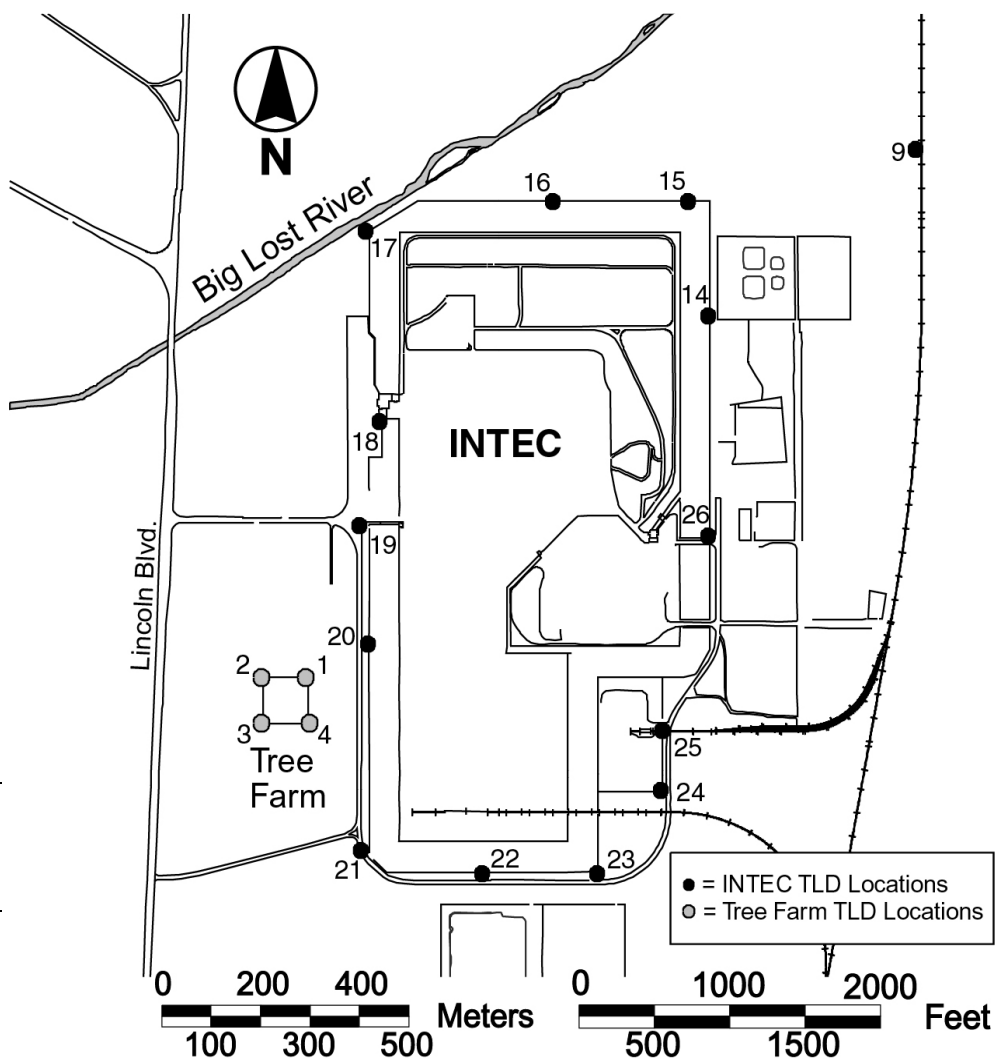 N
9
16
15
Big Lost River
17
14
18
INTEC
19
26
Lincoln Blvd.
20
2
1
3
4
25
Tree
Farm
24
21
22
23
= INTEC TLD Locations
= Tree Farm TLD Locations
0 200 400
Meters
100 300 500
0 1000 2000
Feet
500 1500